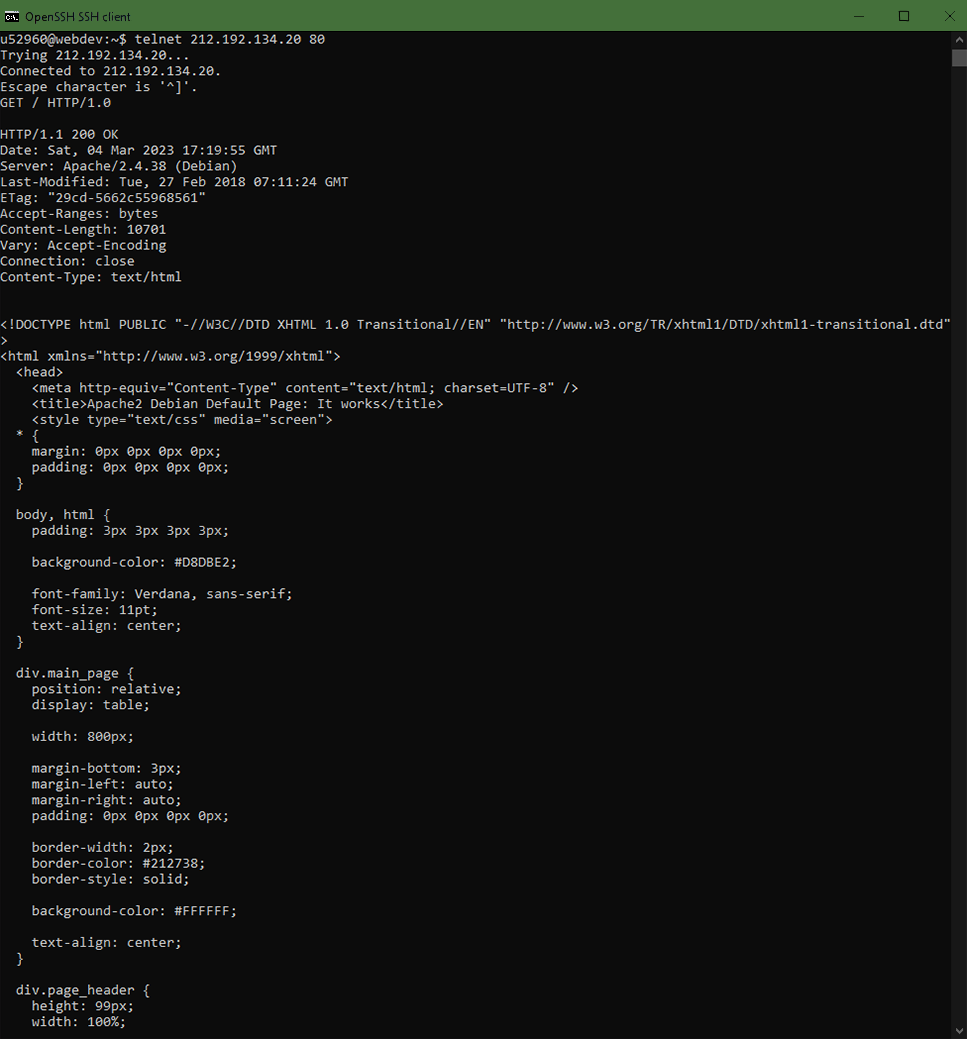 OpenSSH SSH client
u52960@webdev:~$ telnet 212.192.134.20 80
Trying 212.192.134.20...
Connected to 212.192.134.20.
Escape character is '^]'.
GET / HTTP/1.0

HTTP/1.1 200 OK
Date: Sat, 04 Mar 2023 17:19:55 GMT
Server: Apache/2.4.38 (Debian)
Last-Modified: Tue, 27 Feb 2018 07:11:24 GMT
ETag: "29cd-5662c55968561"
Accept-Ranges: bytes
Content-Length: 10701
Vary: Accept-Encoding
Connection: close
Content-Type: text/html


<!DOCTYPE html PUBLIC "-//W3C//DTD XHTML 1.0 Transitional//EN" "http://www.w3.org/TR/xhtml1/DTD/xhtml1-transitional.dtd"
>
<html xmlns="http://www.w3.org/1999/xhtml">
  <head>
    <meta http-equiv="Content-Type" content="text/html; charset=UTF-8" />
    <title>Apache2 Debian Default Page: It works</title>
    <style type="text/css" media="screen">
  * {
    margin: 0px 0px 0px 0px;
    padding: 0px 0px 0px 0px;
  }

  body, html {
    padding: 3px 3px 3px 3px;

    background-color: #D8DBE2;

    font-family: Verdana, sans-serif;
    font-size: 11pt;
    text-align: center;
  }

  div.main_page {
    position: relative;
    display: table;

    width: 800px;

    margin-bottom: 3px;
    margin-left: auto;
    margin-right: auto;
    padding: 0px 0px 0px 0px;

    border-width: 2px;
    border-color: #212738;
    border-style: solid;

    background-color: #FFFFFF;

    text-align: center;
  }

  div.page_header {
    height: 99px;
    width: 100%;